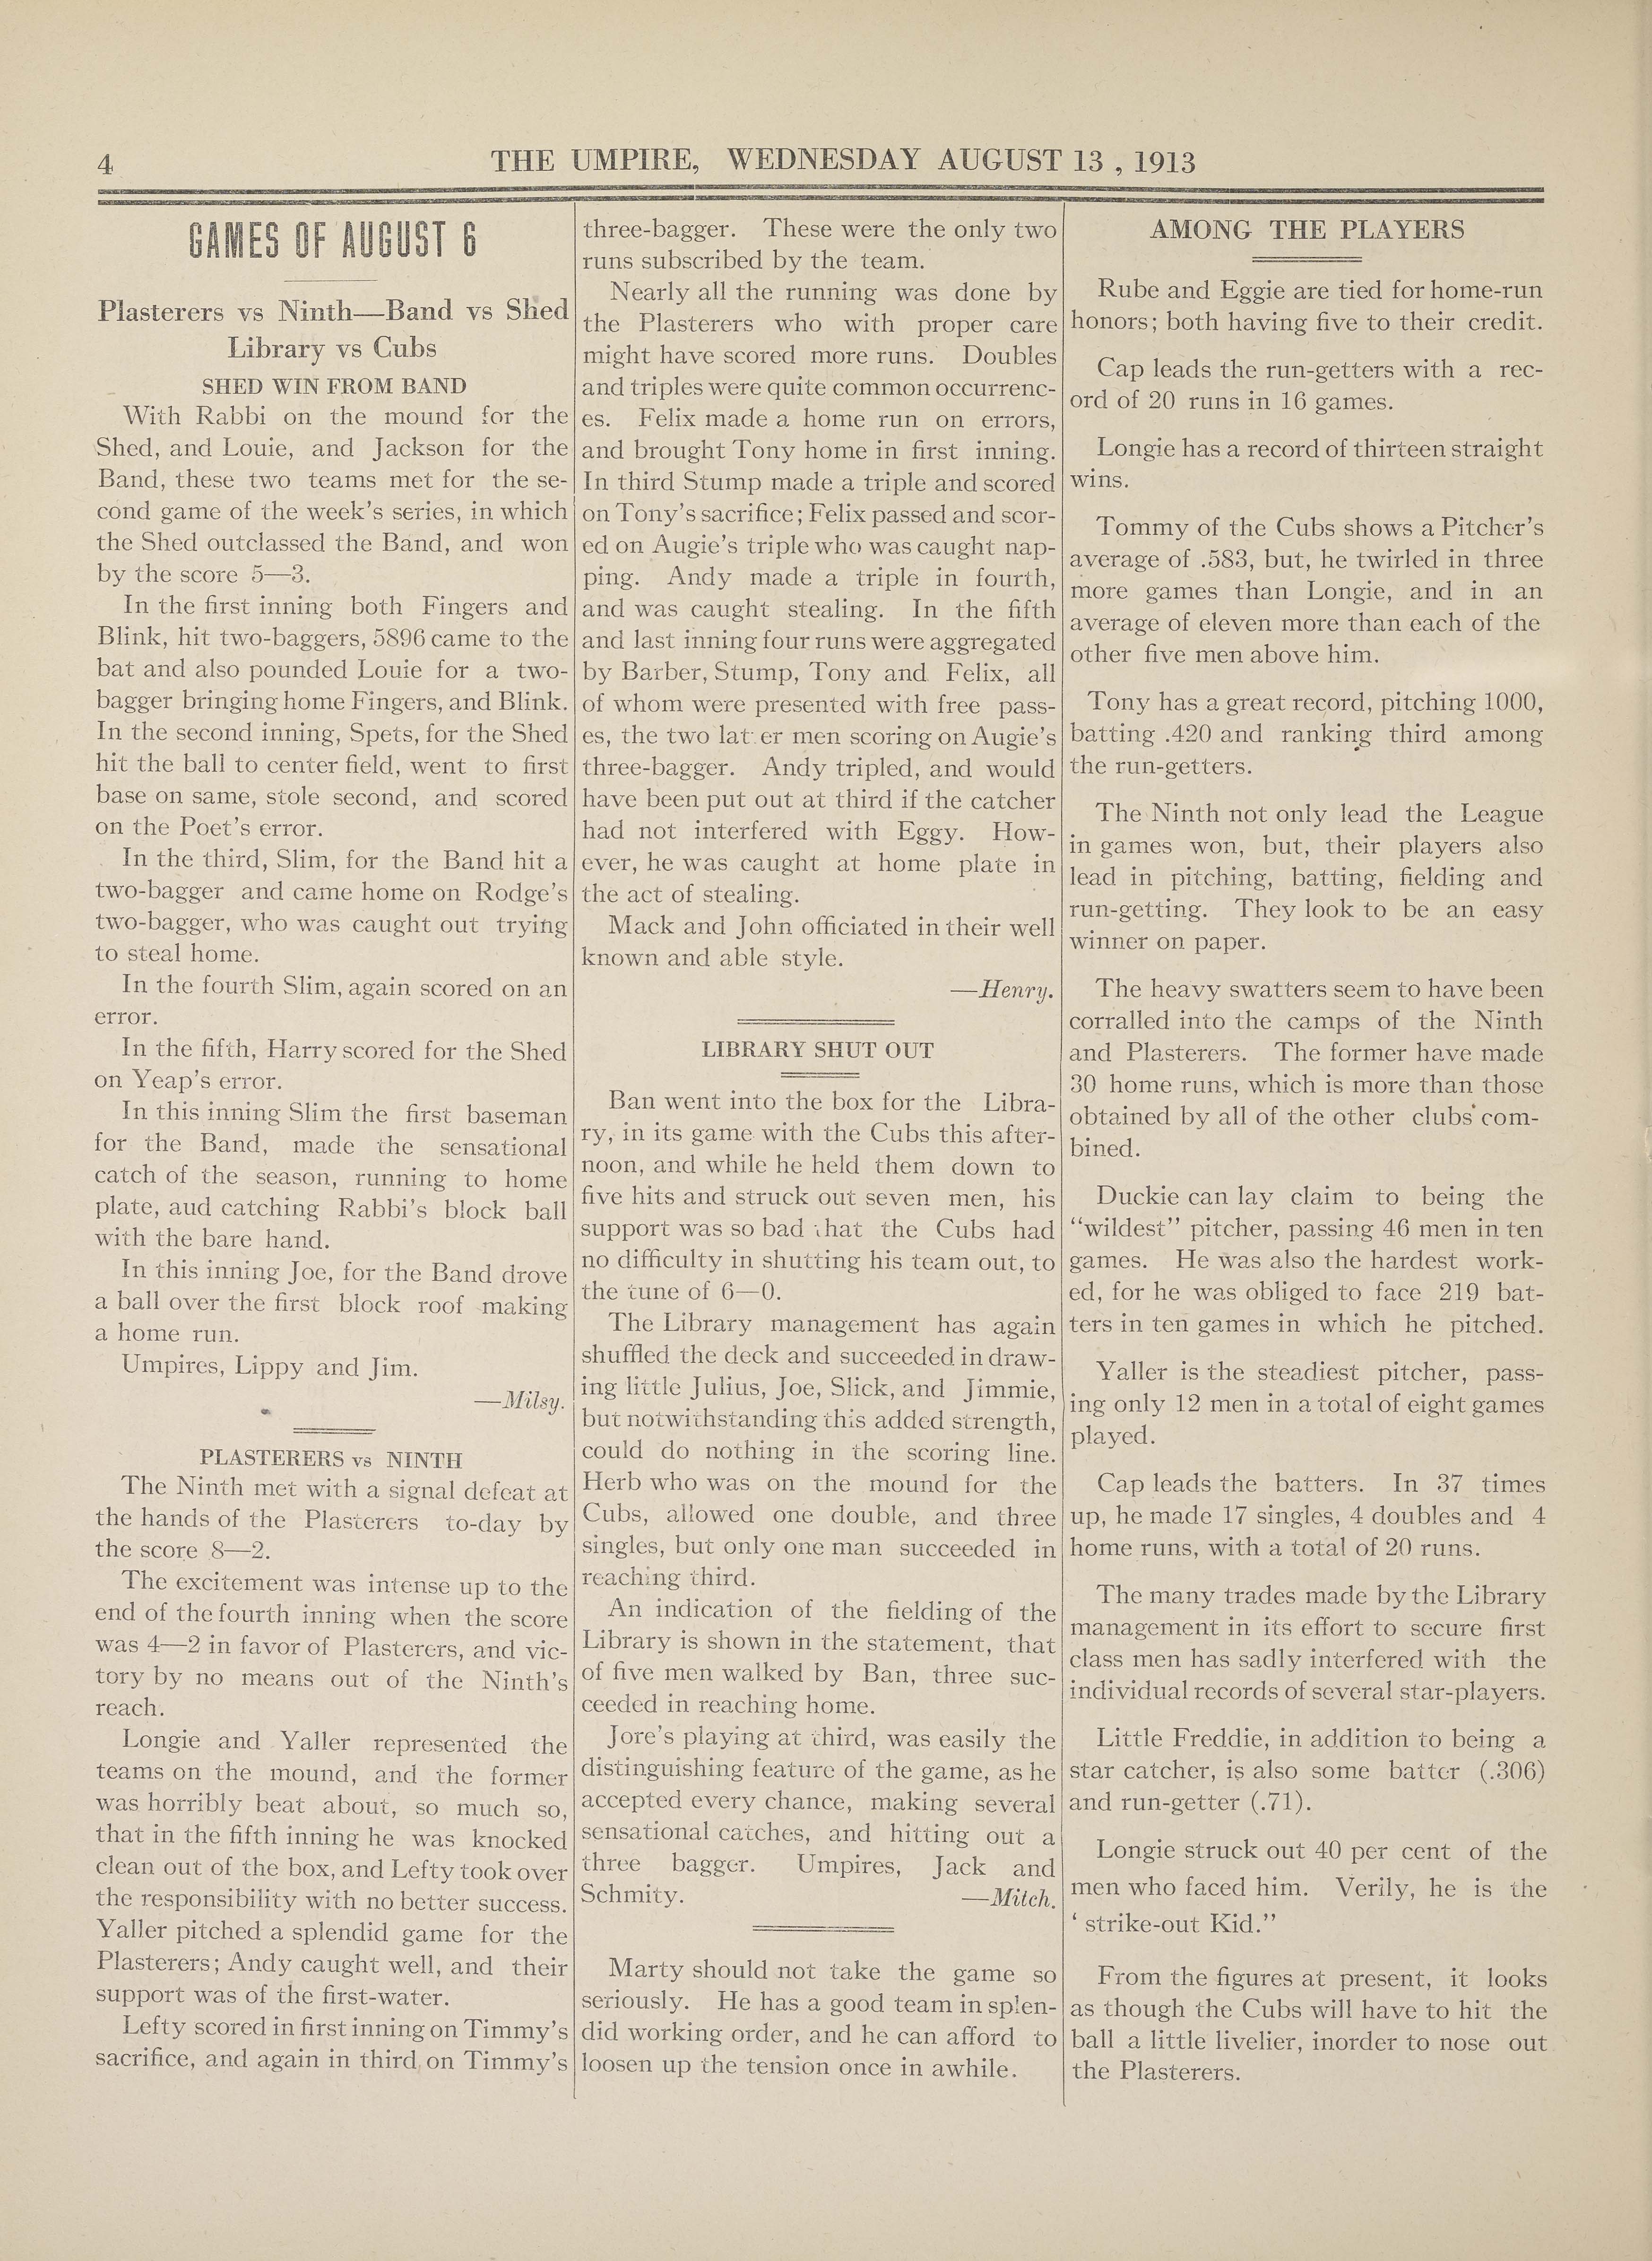 4
THE UMPIRE, WEDNESDAY AUGUST 13 , 1913
GAMES OF AUGUST 6
Plasterers vs Ninth—Band vs Shed
Library vs Cubs
SHED WIN FROM BAND
With Rabbi on the mound for the
Shed, and Louie, and Jackson for the
Band, these two teams met for the se-
cond game of the week's series, in which
the Shed outclassed the Band, and won
by the score 5—3.
In the first inning both Fingers and
Blink, hit two-baggers, 5896 came to the
bat and also pounded Louie for a two-
bagger bringing home Fingers, and Blink.
In the second inning, Spets, for the Shed
hit the ball to center field, went to first
base on same, stole second, and scored
on the Poet's error.
In the third, Slim, for the Band hit a
two-bagger and came home on Rodge's
two-bagger, who was caught out trying
to steal home.
In the fourth Slim, again scored on an
error.
In the fifth, Harry scored for the Shed
on Yeap's error.
In this inning Slim the first baseman
for the Band, made the sensational
catch of the season, running to home
plate, aud catching Rabbi's block ball
with the bare hand.
In this inning Joe, for the Band drove
a ball over the first block roof making
a home run.
Umpires, Lippy and Jim.
—Milsy.
PLASTERERS vs NINTH
The Ninth met with a signal defeat at
the hands of the Plasterers to-day by
the score 8—2.
The excitement was intense up to the
end of the fourth inning when the score
was 4—2 in favor of Plasterers, and vic-
tory by no means out of the Ninth's
reach.
Longie and Yaller represented the
teams on the mound, and the former
was horribly beat about, so much so,
that in the fifth inning he was knocked
clean out of the box, and Lefty took over
the responsibility with no better success.
Yaller pitched a splendid game for the
Plasterers; Andy caught well, and their
support was of the first-water.
Lefty scored in first inning on Timmy's
sacrifice, and again in third on Timmy's
three-bagger. These were the only two
runs subscribed by the team.
Nearly all the running was done by
the Plasterers who with proper care
might have scored more runs. Doubles
and triples were quite common occurrenc-
es. Felix made a home run on errors,
and brought Tony home in first inning.
In third Stump made a triple and scored
on Tony's sacrifice; Felix passed and scor-
ed on Augie's triple who was caught nap-
ping. Andy made a triple in fourth,
and was caught stealing. In the fifth
and last inning four runs were aggregated
by Barber, Stump, Tony and Felix, all
of whom were presented with free pass-
es, the two latter men scoring on Augie's
three-bagger. Andy tripled, and would
have been put out at third if the catcher
had not interfered with Eggy. How-
ever, he was caught at home plate in
the act of stealing.
Mack and John officiated in their well
known and able style.
—Henry.
LIBRARY SHUT OUT
Ban went into the box for the Libra-
ry, in its game with the Cubs this after-
noon, and while he held them down to
five hits and struck out seven men, his
support was so bad that the Cubs had
no difficulty in shutting his team out, to
the tune of 6—0.
The Library management has again
shuffled the deck and succeeded in draw-
ing little Julius, Joe, Slick, and Jimmie,
but notwithstanding this added strength,
could do nothing in the scoring line.
Herb who was on the mound for the
Cubs, allowed one double, and three
singles, but only one man succeeded in
reaching third.
An indication of the fielding of the
Library is shown in the statement, that
of five men walked by Ban, three suc-
ceeded in reaching home.
Jore's playing at third, was easily the
distinguishing feature of the game, as he
accepted every chance, making several
sensational catches, and hitting out a
three bagger. Umpires, Jack and
Schmity. —Mitch.
Marty should not take the game so
seriously. He has a good team in splen-
did working order, and he can afford to
loosen up the tension once in awhile.
AMONG THE PLAYERS
Rube and Eggie are tied for home-run
honors; both having five to their credit.
Cap leads the run-getters with a rec-
ord of 20 runs in 16 games.
Longie has a record of thirteen straight
wins.
Tommy of the Cubs shows a Pitcher's
average of .583, but, he twirled in three
more games than Longie, and in an
average of eleven more than each of the
other five men above him.
Tony has a great record, pitching 1000,
batting .420 and ranking third among
the run-getters.
The Ninth not only lead the League
in games won, but, their players also
lead in pitching, batting, fielding and
run-getting. They look to be an easy
winner on paper.
The heavy swatters seem to have been
corralled into the camps of the Ninth
and Plasterers. The former have made
30 home runs, which is more than those
obtained by all of the other clubs com-
bined.
Duckie can lay claim to being the
"wildest" pitcher, passing 46 men in ten
games. He was also the hardest work-
ed, for he was obliged to face 219 bat-
ters in ten games in which he pitched.
Yaller is the steadiest pitcher, pass-
ing only 12 men in a total of eight games
played.
Cap leads the batters. In 37 times
up, he made 17 singles, 4 doubles and 4
home runs, with a total of 20 runs.
The many trades made by the Library
management in its effort to secure first
class men has sadly interfered with the
individual records of several star-players.
Little Freddie, in addition to being a
star catcher, is also some batter (.306)
and run-getter (.71).
Longie struck out 40 per cent of the
men who faced him. Verily, he is the
' strike-out Kid."
From the figures at present, it looks
as though the Cubs will have to hit the
ball a little livelier, inorder to nose out
the Plasterers.